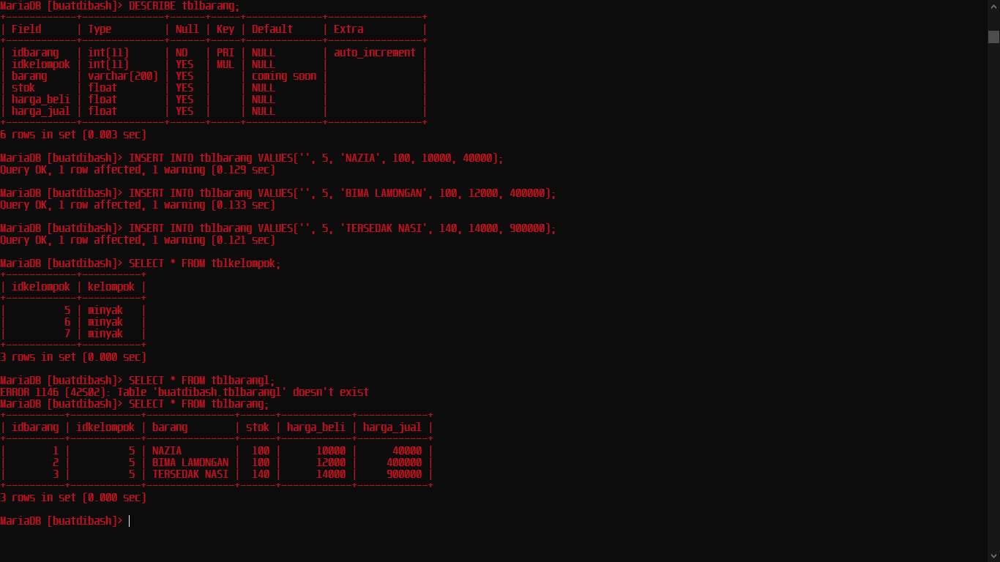 MariaDB [buatdibash]> DESCRIBE tblbarang;
+------------+--------------+------+-----+-------------+----------------+
| Field      | Type         | Null | Key | Default     | Extra          |
+------------+--------------+------+-----+-------------+----------------+
| idbarang   | int(11)      | NO   | PRI | NULL        | auto_increment |
| idkelompok | int(11)      | YES  | MUL | NULL        |                |
| barang     | varchar(200) | YES  |     | coming soon |                |
| stok       | float        | YES  |     | NULL        |                |
| harga_beli | float        | YES  |     | NULL        |                |
| harga_jual | float        | YES  |     | NULL        |                |
+------------+--------------+------+-----+-------------+----------------+
6 rows in set (0.003 sec)
MariaDB [buatdibash]> INSERT INTO tblbarang VALUES('', 5, 'NAZIA', 100, 10000, 40000);
Query OK, 1 row affected, 1 warning (0.129 sec)
MariaDB [buatdibash]> INSERT INTO tblbarang VALUES('', 5, 'BIMA LAMONGAN', 100, 12000, 400000);
Query OK, 1 row affected, 1 warning (0.133 sec)
MariaDB [buatdibash]> INSERT INTO tblbarang VALUES('', 5, 'TERSEDAK NASI', 140, 14000, 900000);
Query OK, 1 row affected, 1 warning (0.121 sec)
MariaDB [buatdibash]> SELECT * FROM tblkelompok;
+------------+----------+
| idkelompok | kelompok |
+------------+----------+
|          5 | minyak   |
|          6 | minyak   |
|          7 | minyak   |
+------------+----------+
3 rows in set (0.000 sec)
MariaDB [buatdibash]> SELECT * FROM tblbarangl;
ERROR 1146 (42S02): Table 'buatdibash.tblbarangl' doesn't exist
MariaDB [buatdibash]> SELECT * FROM tblbarang;
+----------+------------+---------------+------+------------+------------+
| idbarang | idkelompok | barang        | stok | harga_beli | harga_jual |
+----------+------------+---------------+------+------------+------------+
|        1 |          5 | NAZIA         |  100 |      10000 |      40000 |
|        2 |          5 | BIMA LAMONGAN |  100 |      12000 |     400000 |
|        3 |          5 | TERSEDAK NASI |  140 |      14000 |     900000 |
+----------+------------+---------------+------+------------+------------+
3 rows in set (0.000 sec)
MariaDB [buatdibash]>